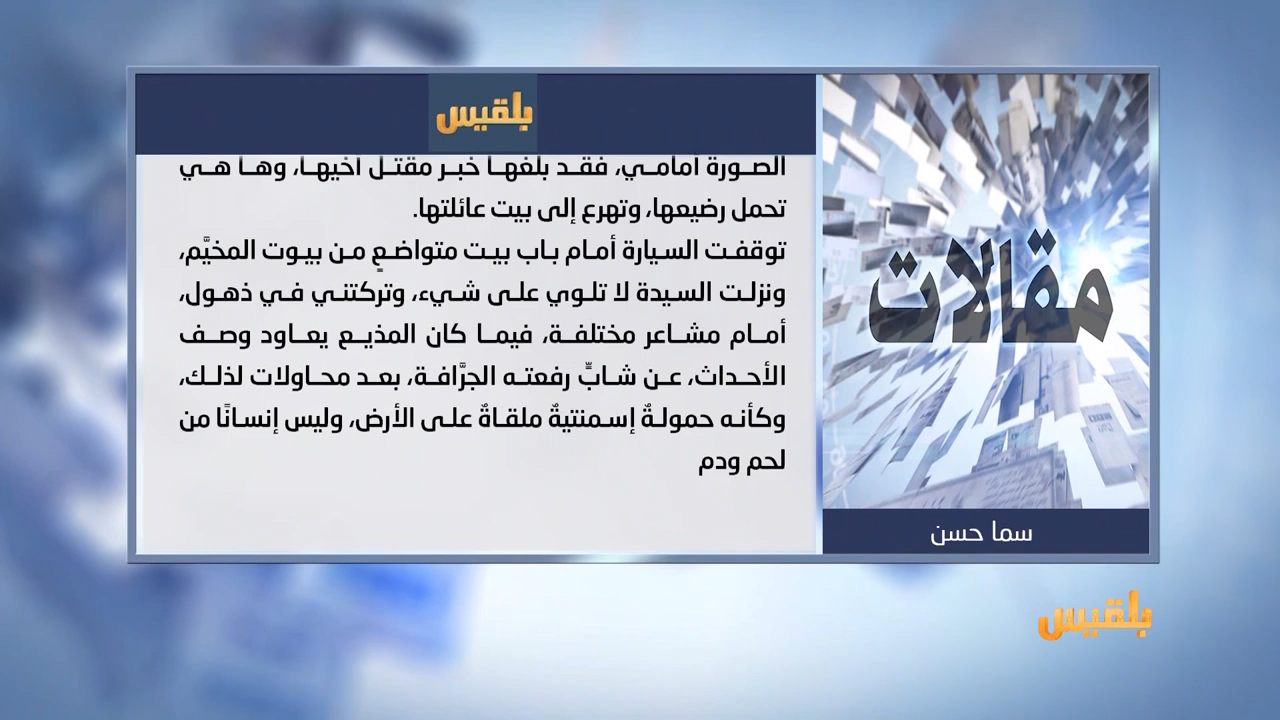 بلقيس
الصورة أمامي، فقد بلغها خبر مقتل أخيها، وها هي
تحمل رضيعها، وتهرع إلى بيت عائلتها.
توقفت السيارة أمام باب بيت متواضعٍ من بيوت المخيَّم،
ونزلت السيدة لا تلوي على شيء، وتركتني في ذهول،
أمام مشاعر مختلفة، فيما كان المذيع يعاود وصف
الأحداث، عن شابٍّ رفعته الجرَّافة، بعد محاولات لذلك،
وكأنه حمولةٌ إسمنتيةٌ ملقاةٌ على الأرض، وليس إنسانًا من
لحم ودم
مقالات
سما حسن
بلقيس